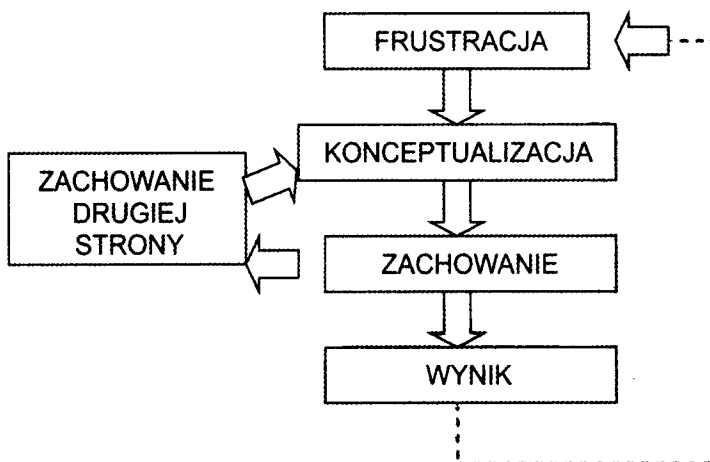 FRUSTRACJA
KONCEPTUALIZACJA
ZACHOWANIE
DRUGIEJ
STRONY
ZACHOWANIE
WYNIK